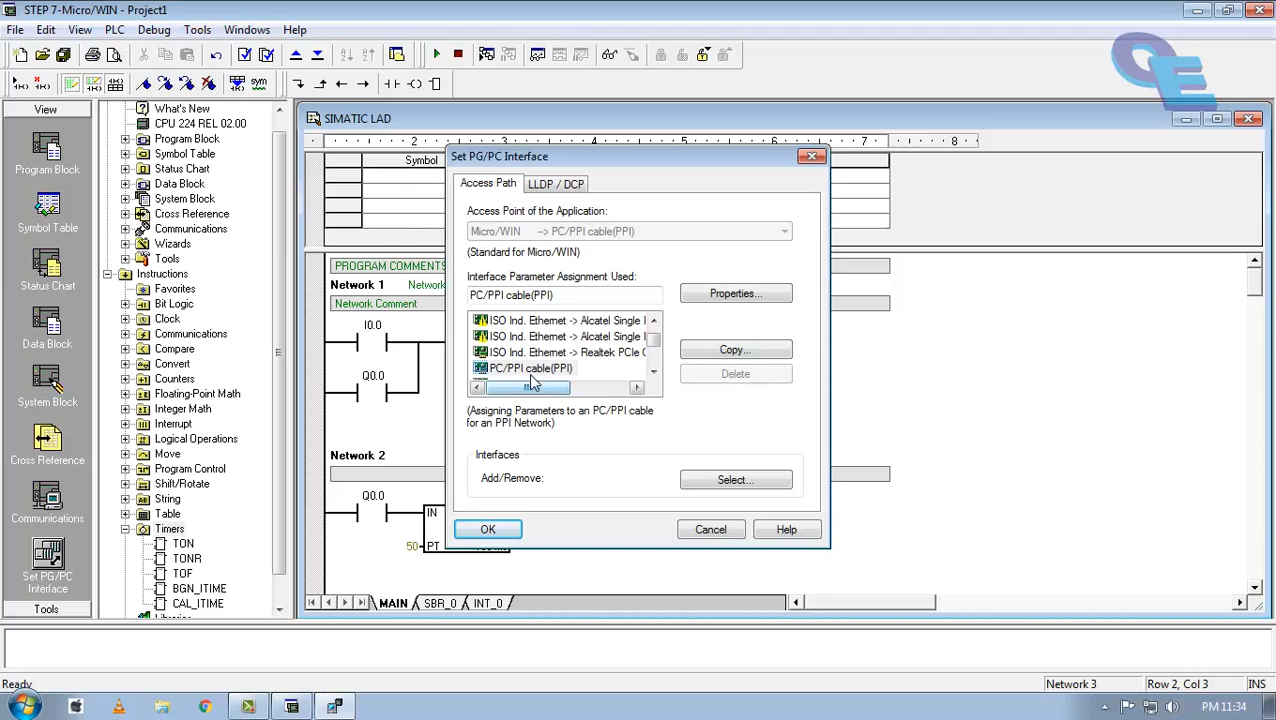 STEP 7-Micro/WIN - Project1
File Edit View PLC Debug Tools Windows Help
sym
View
Program Block
Symbol Table
Status Chart
Data Block
System Block
Cross Reference
Communications
Set PG/PC
Interface
Tools
What's New
CPU 224 REL 02.00
Program Block
Symbol Table
Status Chart
Data Block
System Block
Cross Reference
Communications
Wizards
Tools
Instructions
Favorites
Bit Logic
Clock
Communications
Compare
Convert
Counters
Floating-Point Math
Integer Math
Interrupt
Logical Operations
Move
Program Control
Shift/Rotate
String
Table
Timers
TON
TONR
TOF
BGN_ITIME
CAL_ITIME
SIMATIC LAD
2 3 4 5 6 7 8
Symbol
PROGRAM COMMENTS
Network 1
Network Comment
I0.0
Q0.0
Network 2
Q0.0
IN
50 PT
MAIN SBR_0 INT_0
Set PG/PC Interface
Access Path LLDP / DCP
Access Point of the Application:
Micro/WIN --> PC/PPI cable(PPI)
(Standard for Micro/WIN)
Interface Parameter Assignment Used:
PC/PPI cable(PPI)
Properties...
ISO Ind. Ethernet -> Alcatel Single
ISO Ind. Ethernet -> Alcatel Single
ISO Ind. Ethernet -> Realtek PCIe
PC/PPI cable(PPI)
Copy...
Delete
(Assigning Parameters to an PC/PPI cable
for an PPI Network)
Interfaces
Add/Remove:
Select...
OK Cancel Help
Ready
Network 3 Row 2, Col 3 INS
PM 11:34